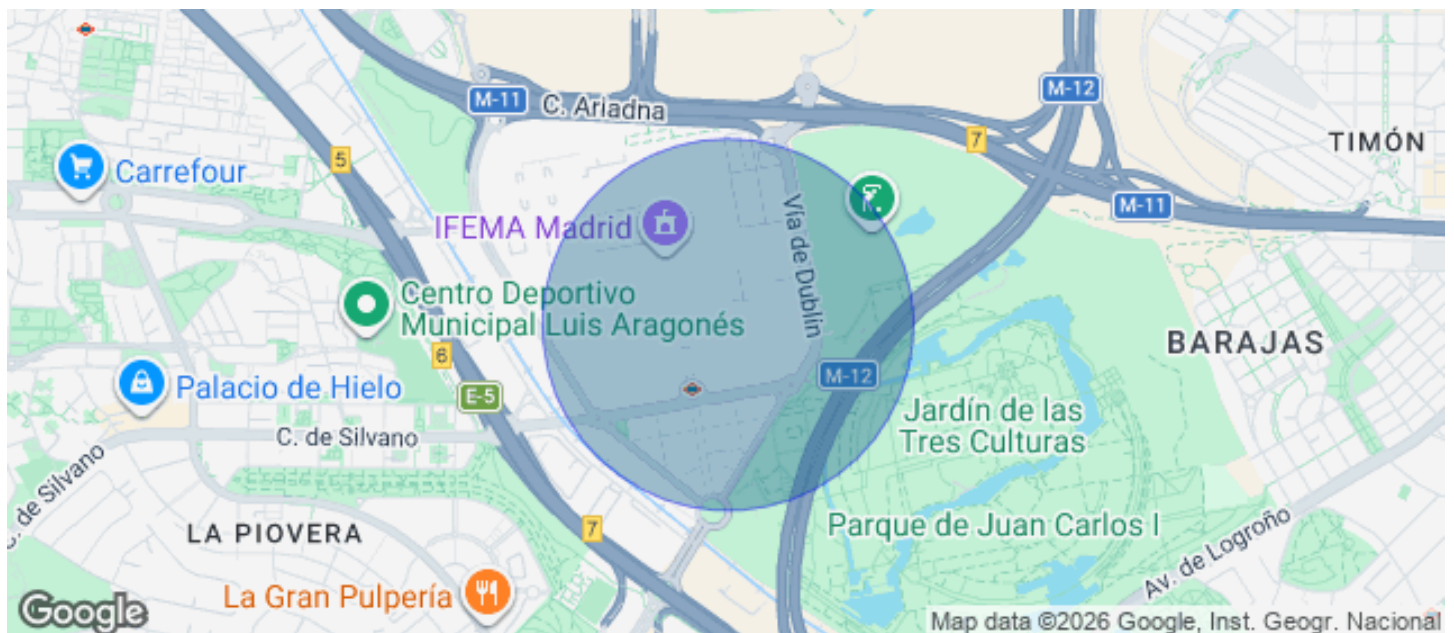 M-11
C. Ariadna
M-12
7
TIMÓN
5
Carrefour
M-11
IFEMA Madrid
Vía de Dublin
Centro Deportivo
Municipal Luis Aragonés
BARAJAS
6
Palacio de Hielo
M-12
E-5
C. de Silvano
Jardín de las
Tres Culturas
C. de Silvano
7
LA PIOVERA
Parque de Juan Carlos I
Av. de Logroño
La Gran Pulpería
Google
Map data ©2026 Google, Inst. Geogr. Nacional